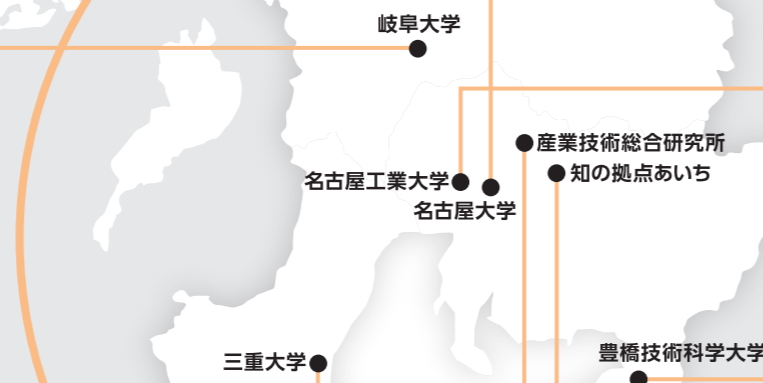 岐阜大学
産業技術総合研究所
知の拠点あいち
名古屋工業大学
名古屋大学
豊橋技術科学大学
三重大学